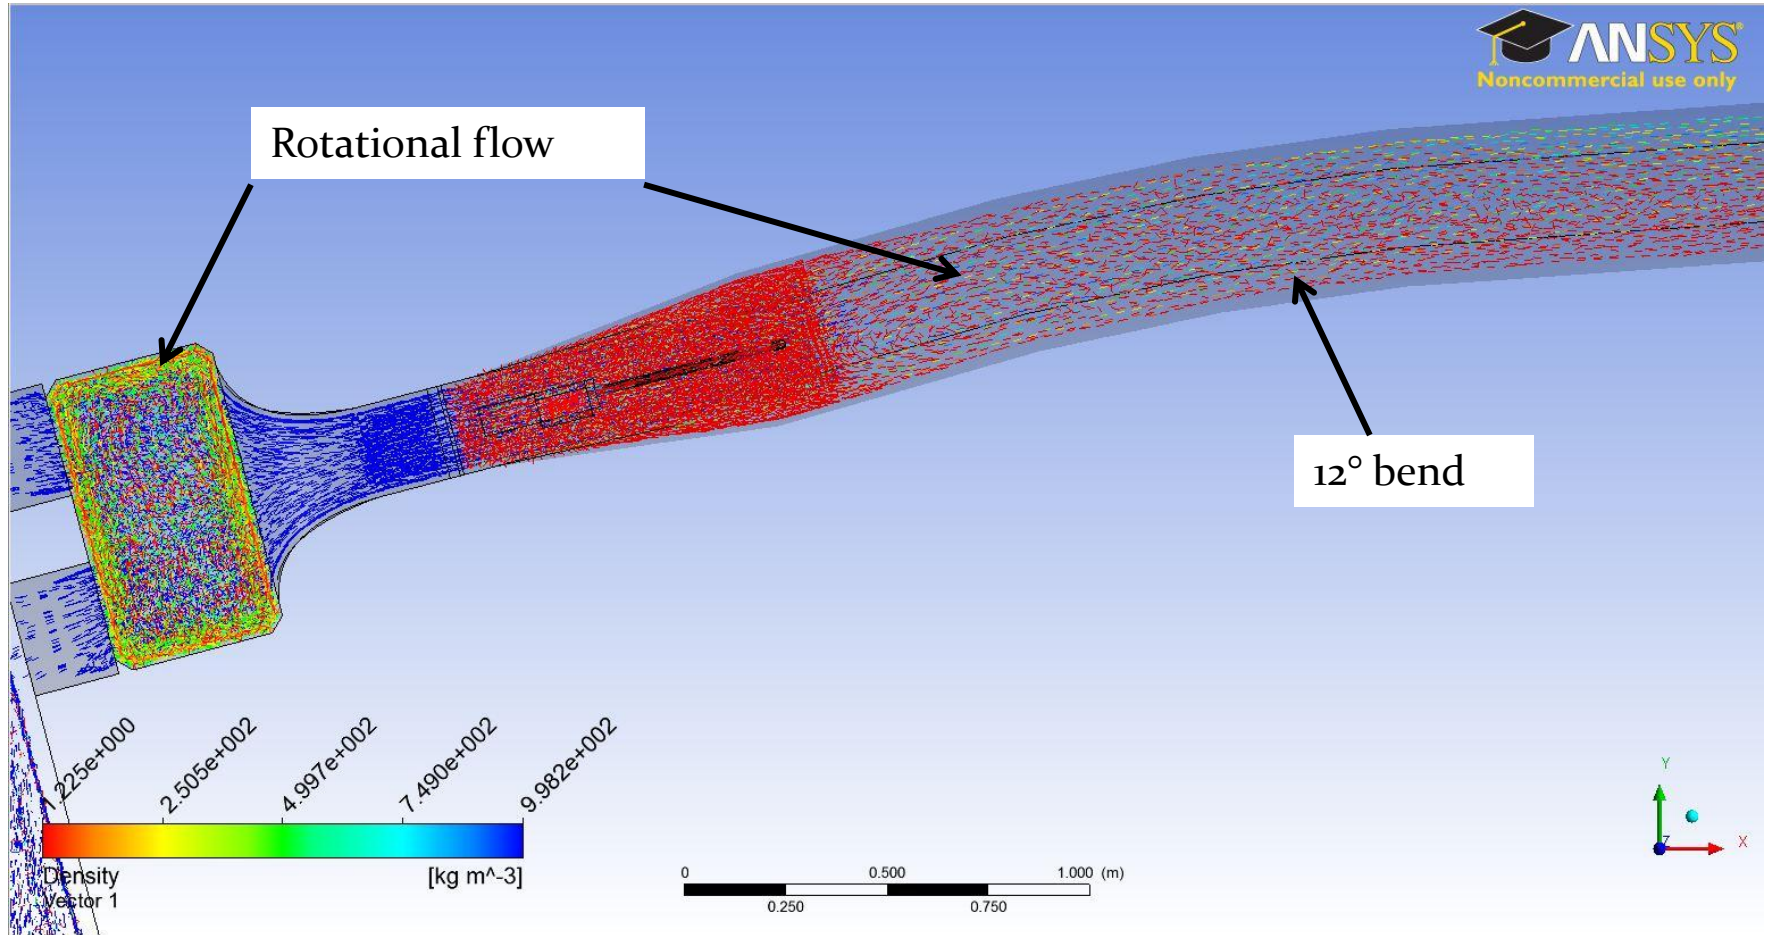 ANSYS®
Noncommercial use only
Rotational flow
12° bend
1.225e+000
2.505e+002
4.997e+002
7.490e+002
9.982e+002
Density
[kg m^-3]
Vector 1
0
0.500
1.000 (m)
0.250
0.750
Y
Z
X